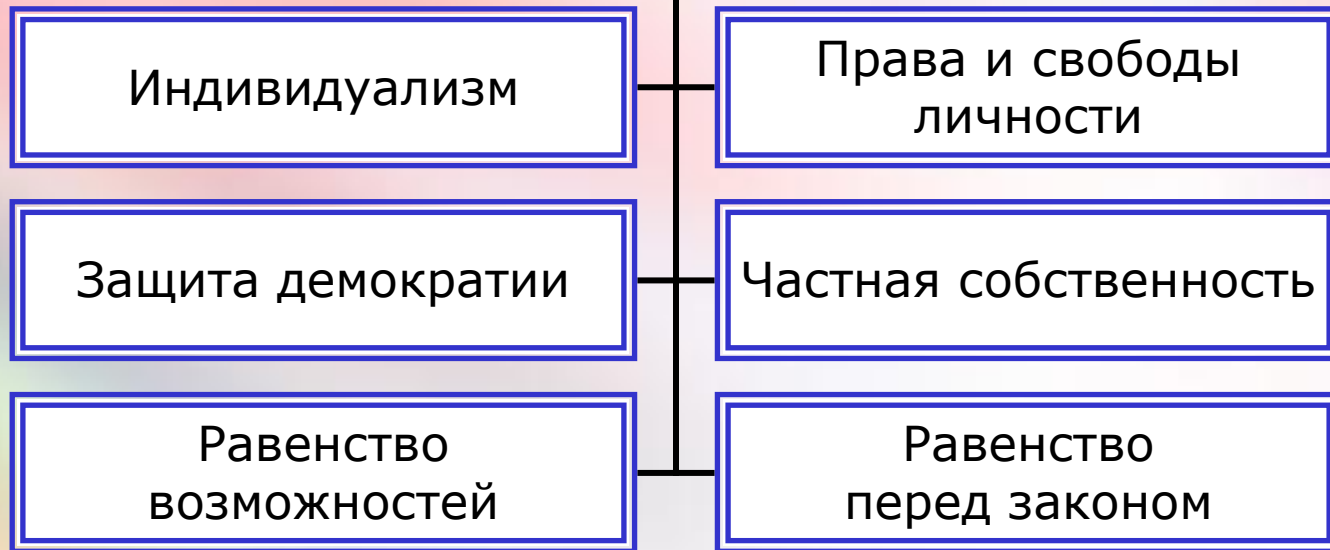 Индивидуализм
Права и свободы
личности
Защита демократии
Частная собственность
Равенство
возможностей
Равенство
перед законом